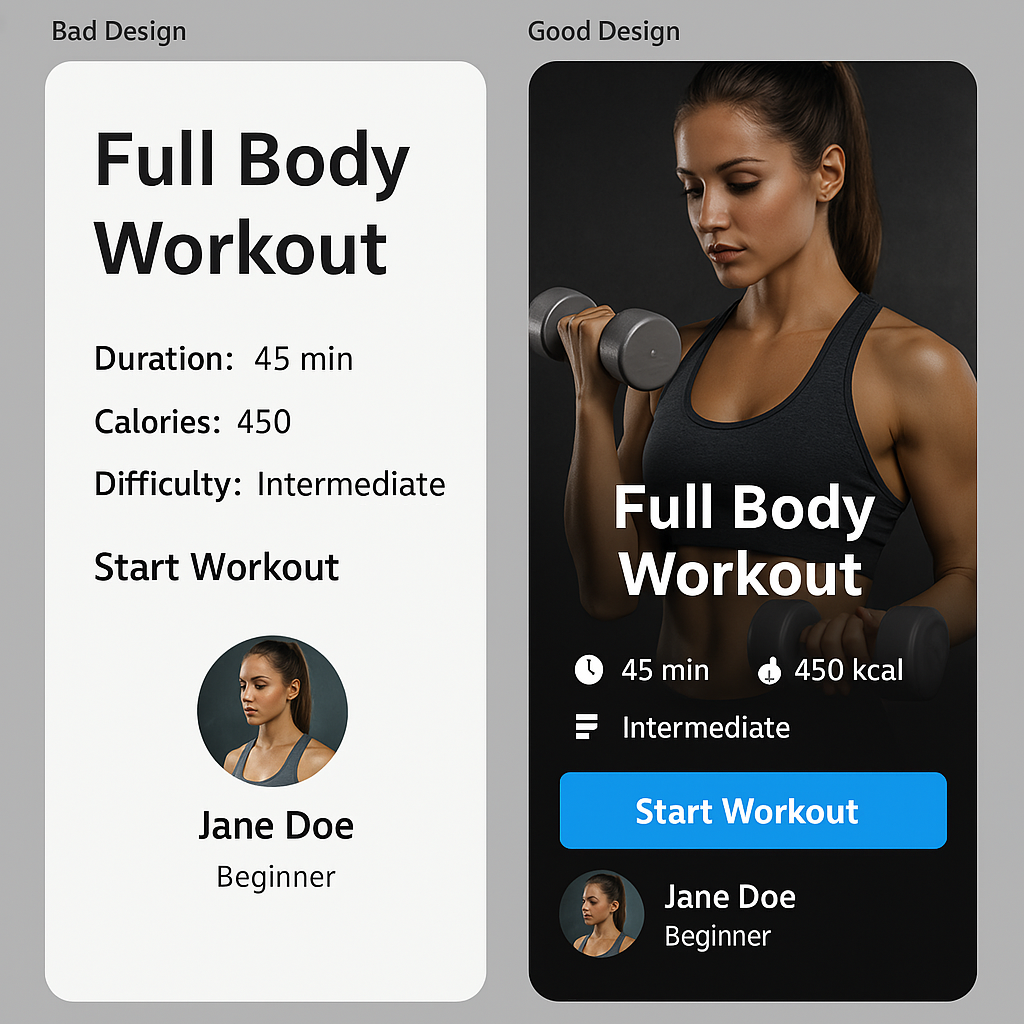 Bad Design
Full Body
Workout
Duration: 45 min
Calories: 450
Difficulty: Intermediate
Start Workout
Jane Doe
Beginner
Good Design
Full Body
Workout
45 min 450 kcal
Intermediate
Start Workout
Jane Doe
Beginner